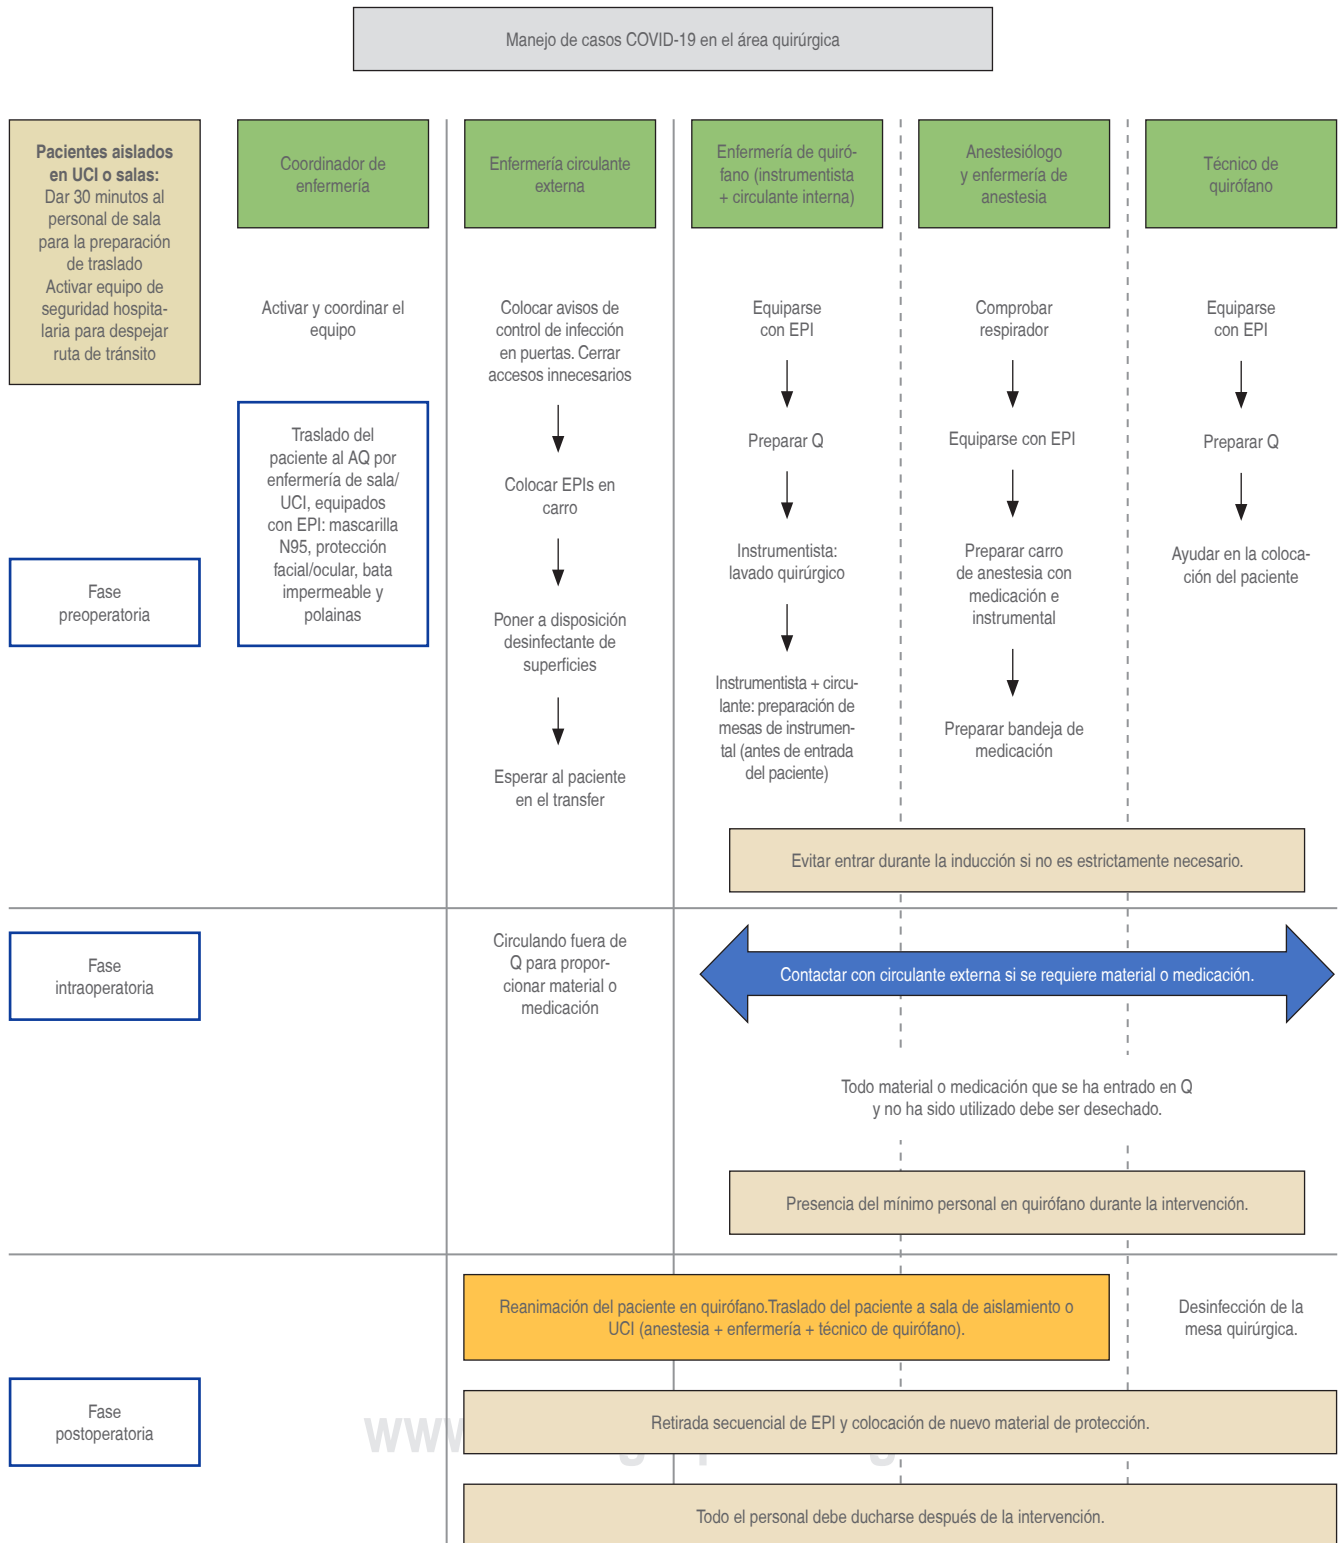 Manejo de casos COVID-19 en el área quirúrgica
Pacientes aislados
en UCI o salas:
Dar 30 minutos al
personal de sala
para la preparación
de traslado
Activar equipo de
seguridad hospita-
laria para despejar
ruta de tránsito
Coordinador de
enfermería
Enfermería circulante
externa
Enfermería de quiró-
fano (instrumentista
+ circulante interna)
Anestesiólogo
y enfermería de
anestesia
Técnico de
quirófano
Fase
preoperatoria
Activar y coordinar el
equipo
Traslado del
paciente al AQ por
enfermería de sala/
UCI, equipados
con EPI: mascarilla
N95, protección
facial/ocular, bata
impermeable y
polainas
Colocar avisos de
control de infección
en puertas. Cerrar
accesos innecesarios
Colocar EPIs en
carro
Poner a disposición
desinfectante de
superficies
Esperar al paciente
en el transfer
Equiparse
con EPI
Preparar Q
Instrumentista:
lavado quirúrgico
Instrumentista + circu-
lante: preparación de
mesas de instrumen-
tal (antes de entrada
del paciente)
Comprobar
respirador
Equiparse con EPI
Preparar carro
de anestesia con
medicación e
instrumental
Preparar bandeja de
medicación
Equiparse
con EPI
Preparar Q
Ayudar en la coloca-
ción del paciente
Evitar entrar durante la inducción si no es estrictamente necesario.
Fase
intraoperatoria
Circulando fuera de
Q para propor-
cionar material o
medicación
Contactar con circulante externa si se requiere material o medicación.
Todo material o medicación que se ha entrado en Q
y no ha sido utilizado debe ser desechado.
Presencia del mínimo personal en quirófano durante la intervención.
Fase
postoperatoria
Reanimación del paciente en quirófano.Traslado del paciente a sala de aislamiento o
UCI (anestesia + enfermería + técnico de quirófano).
Desinfección de la
mesa quirúrgica.
Retirada secuencial de EPI y colocación de nuevo material de protección.
Todo el personal debe ducharse después de la intervención.